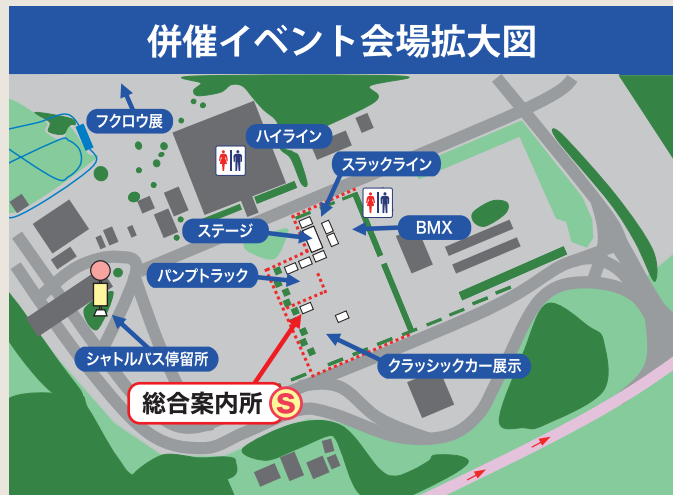 併催イベント会場拡大図
フクロウ展
ハイライン
スラックライン
ステージ
BMX
パンプトラック
シャトルバス停留所
クラッシックカー展示
総合案内所 S